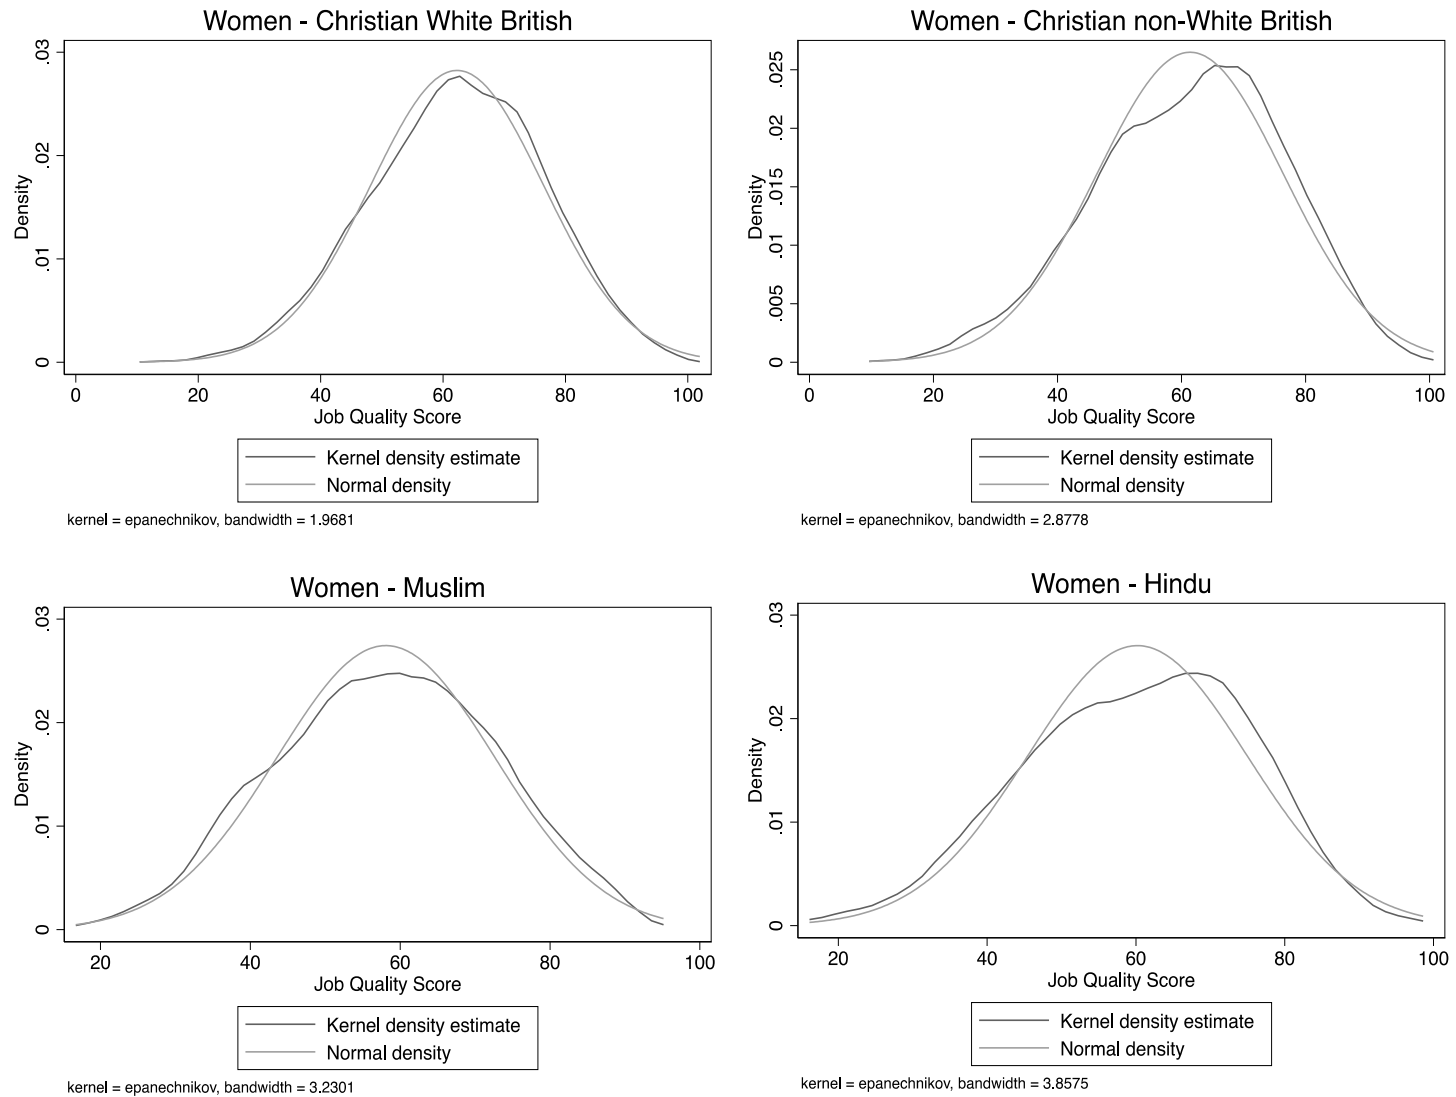 Women - Christian White British
.03
.02
.01
0
Density
0 20 40 60 80 100
Job Quality Score
Kernel density estimate
Normal density
kernel = epanechnikov, bandwidth = 1.9681
Women - Christian non-White British
.025
.02
.015
.01
.005
0
Density
0 20 40 60 80 100
Job Quality Score
Kernel density estimate
Normal density
kernel = epanechnikov, bandwidth = 2.8778
Women - Muslim
.03
.02
.01
0
Density
20 40 60 80 100
Job Quality Score
Kernel density estimate
Normal density
kernel = epanechnikov, bandwidth = 3.2301
Women - Hindu
.03
.02
.01
0
Density
20 40 60 80 100
Job Quality Score
Kernel density estimate
Normal density
kernel = epanechnikov, bandwidth = 3.8575